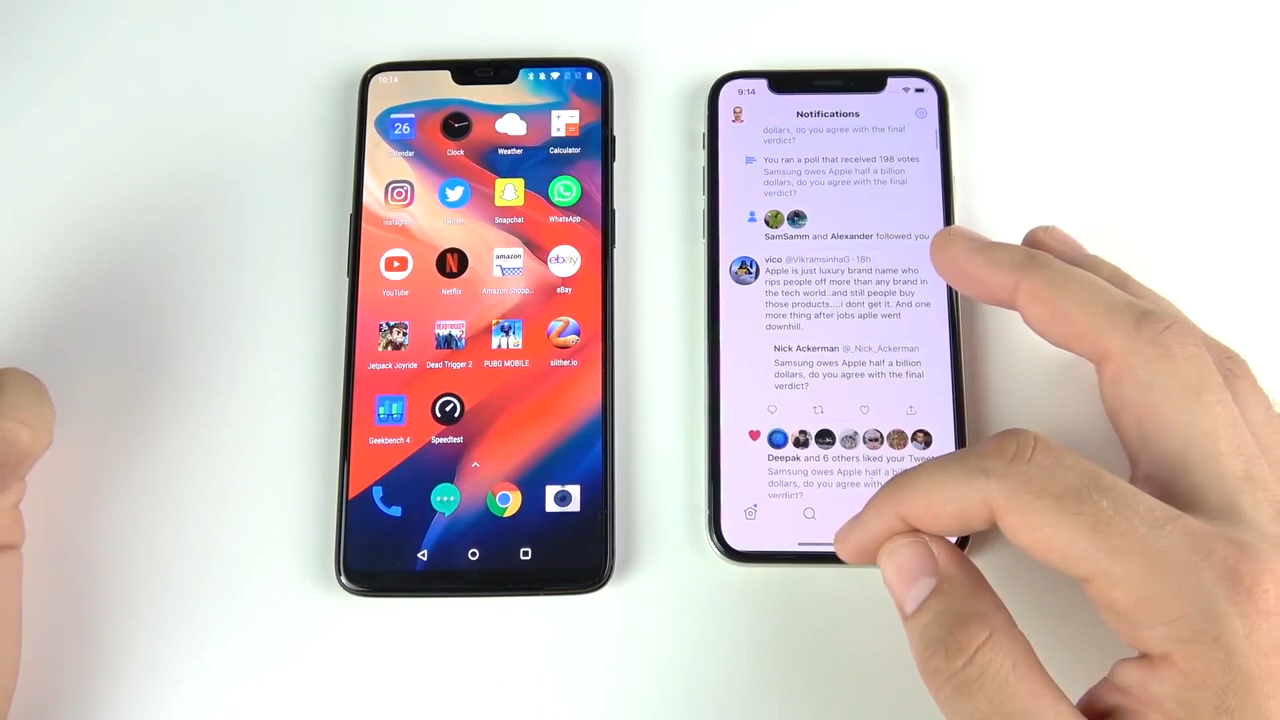 10:14
26
Calendar
Clock
Weather
Calculator
Instagram
Twitter
Snapchat
WhatsApp
YouTube
Netflix
amazon
Amazon Shopp...
ebay
eBay
Jetpack Joyride
DEAD TRIGGER 2
Dead Trigger 2
PUBG MOBILE
slither.io
Geekbench 4
Speedtest
9:14
Notifications
dollars, do you agree with the final
verdict?
You ran a poll that received 198 votes
Samsung owes Apple half a billion
dollars, do you agree with the final
verdict?
SamSamm and Alexander followed you
vico @VikramsinhaG · 18h
Apple is just luxury brand name who
rips people off more than any brand in
the tech world..and still people buy
those products....i dont get it. And one
more thing after jobs aplle went
downhill.
Nick Ackerman @_Nick_Ackerman
Samsung owes Apple half a billion
dollars, do you agree with the final
verdict?
Deepak and 6 others liked your Tweet
Samsung owes Apple half a
dollars, do you agree with
verdict?